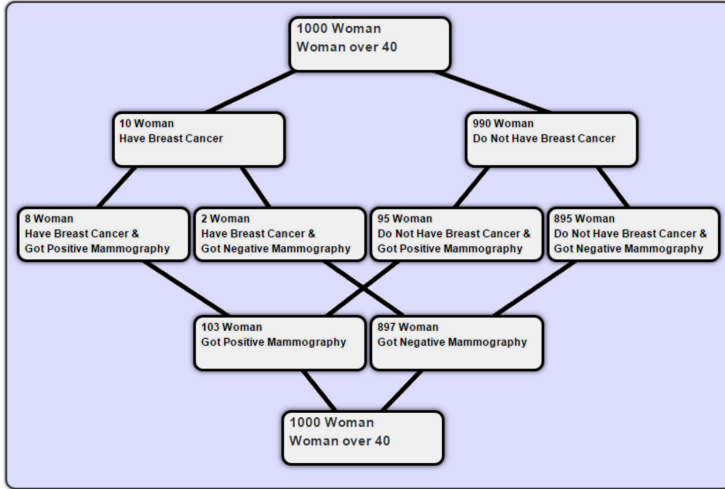 1000 Woman
Woman over 40
10 Woman
Have Breast Cancer
990 Woman
Do Not Have Breast Cancer
8 Woman
Have Breast Cancer &
Got Positive Mammography
2 Woman
Have Breast Cancer &
Got Negative Mammography
95 Woman
Do Not Have Breast Cancer &
Got Positive Mammography
895 Woman
Do Not Have Breast Cancer &
Got Negative Mammography
103 Woman
Got Positive Mammography
897 Woman
Got Negative Mammography
1000 Woman
Woman over 40